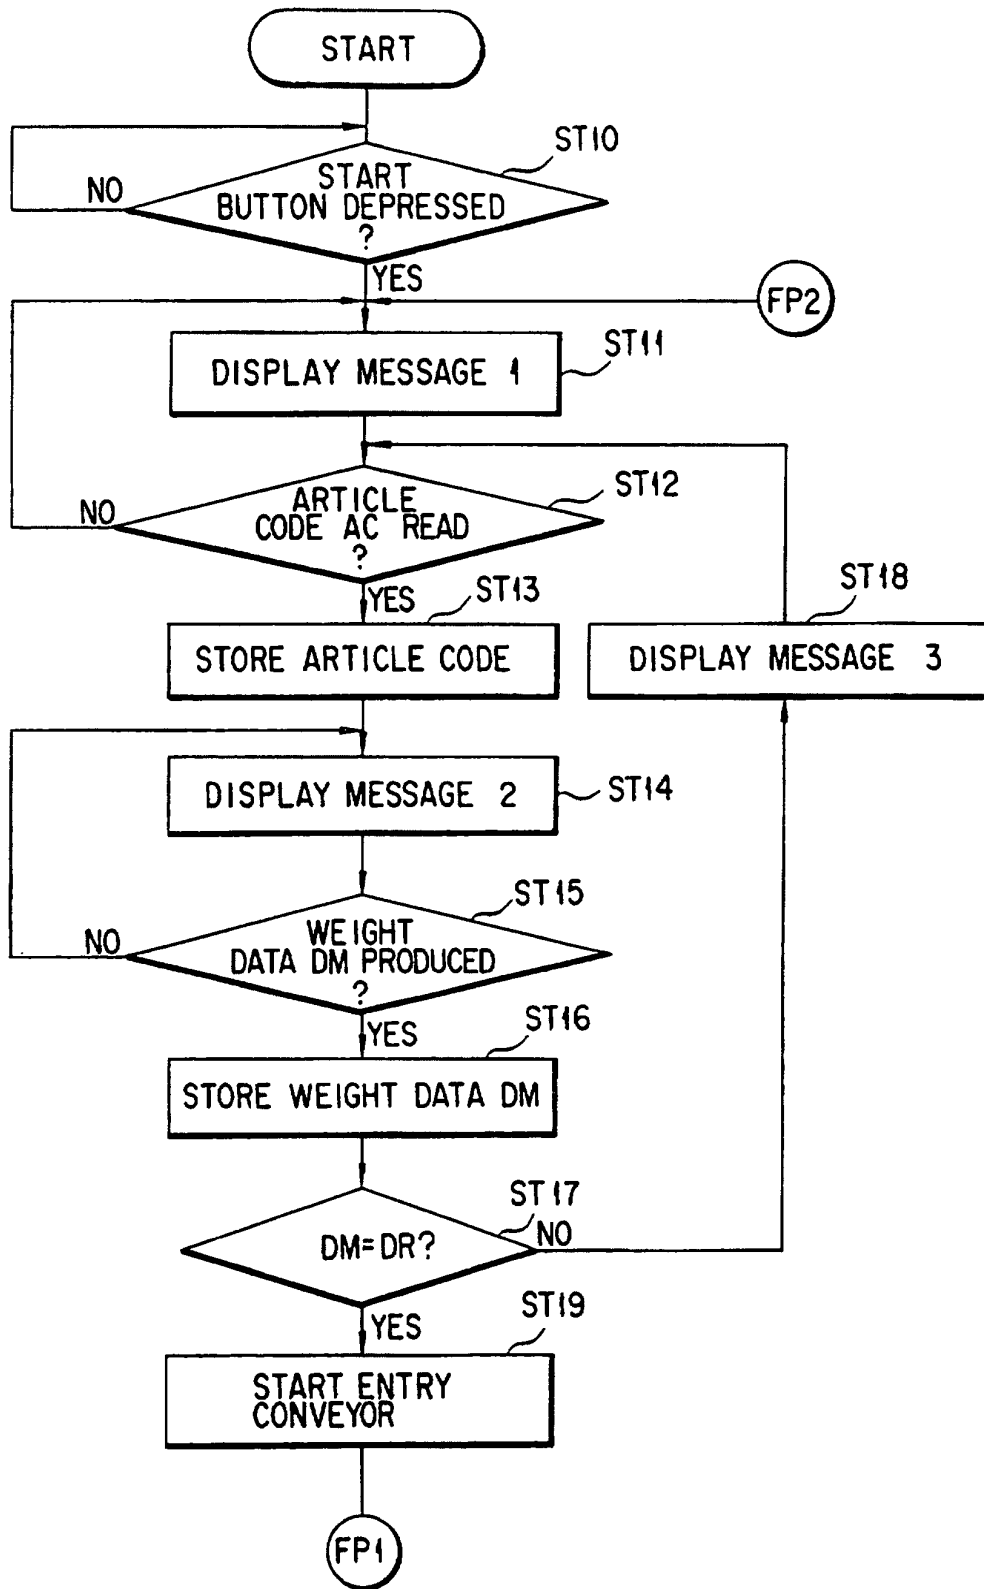 START
ST10
START
BUTTON DEPRESSED
?
NO
YES
FP2
ST11
DISPLAY MESSAGE 1
ST12
ARTICLE
CODE AC READ
?
NO
YES
ST13
STORE ARTICLE CODE
ST18
DISPLAY MESSAGE 3
DISPLAY MESSAGE 2
ST14
ST15
WEIGHT
DATA DM PRODUCED
?
NO
YES
ST16
STORE WEIGHT DATA DM
ST17
DM=DR?
NO
YES
ST19
START ENTRY
CONVEYOR
FP1